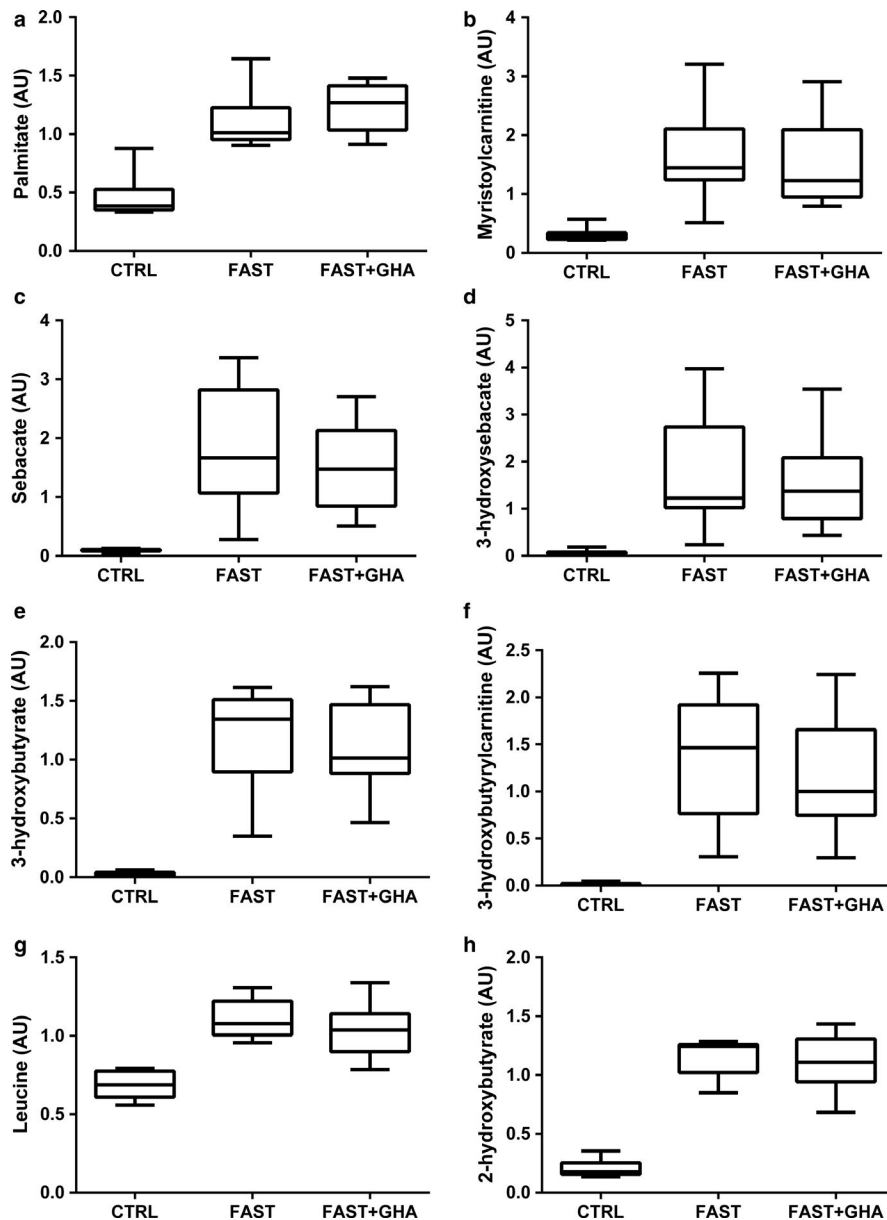 a
Palmitate (AU)
2.0
1.5
1.0
0.5
0.0
CTRL FAST FAST+GHA
b
Myristoylcarnitine (AU)
4
3
2
1
0
CTRL FAST FAST+GHA
c
Sebacate (AU)
4
3
2
1
0
CTRL FAST FAST+GHA
d
3-hydroxysebacate (AU)
5
4
3
2
1
0
CTRL FAST FAST+GHA
e
3-hydroxybutyrate (AU)
2.0
1.5
1.0
0.5
0.0
CTRL FAST FAST+GHA
f
3-hydroxybutyrylcarnitine (AU)
2.5
2.0
1.5
1.0
0.5
0.0
CTRL FAST FAST+GHA
g
Leucine (AU)
1.5
1.0
0.5
0.0
CTRL FAST FAST+GHA
h
2-hydroxybutyrate (AU)
2.0
1.5
1.0
0.5
0.0
CTRL FAST FAST+GHA